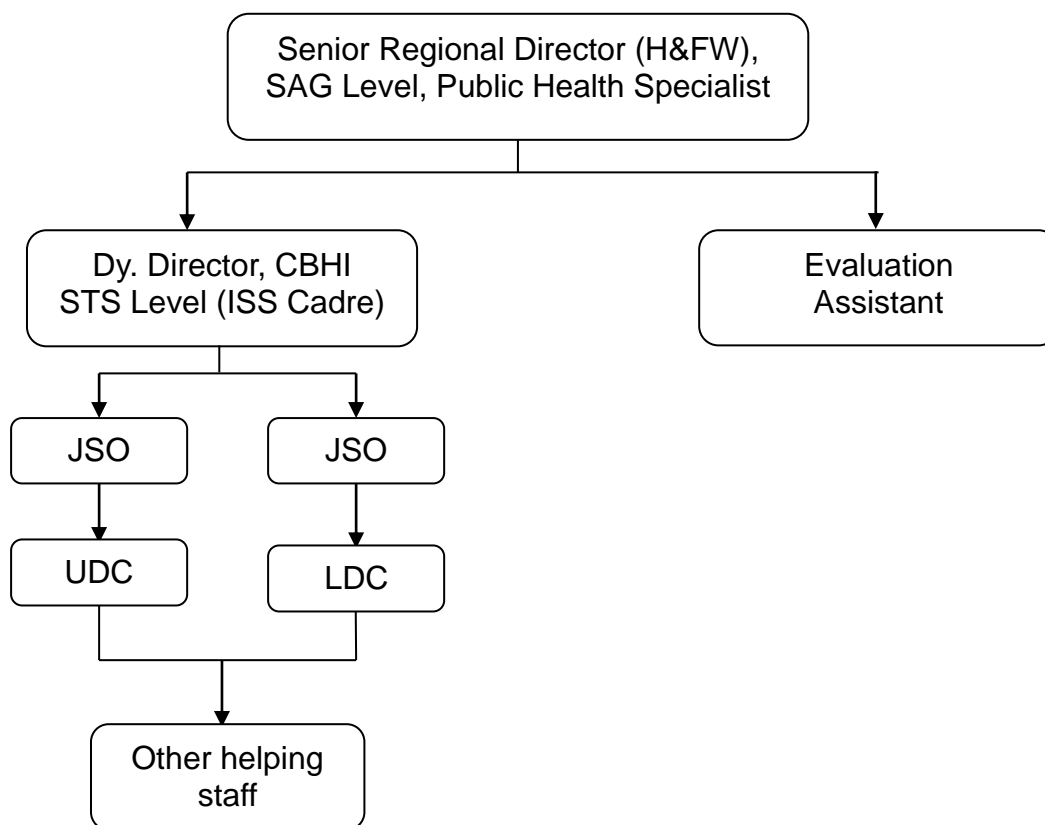 Senior Regional Director (H&FW),
SAG Level, Public Health Specialist
Dy. Director, CBHI
STS Level (ISS Cadre)
Evaluation
Assistant
JSO
JSO
UDC
LDC
Other helping
staff